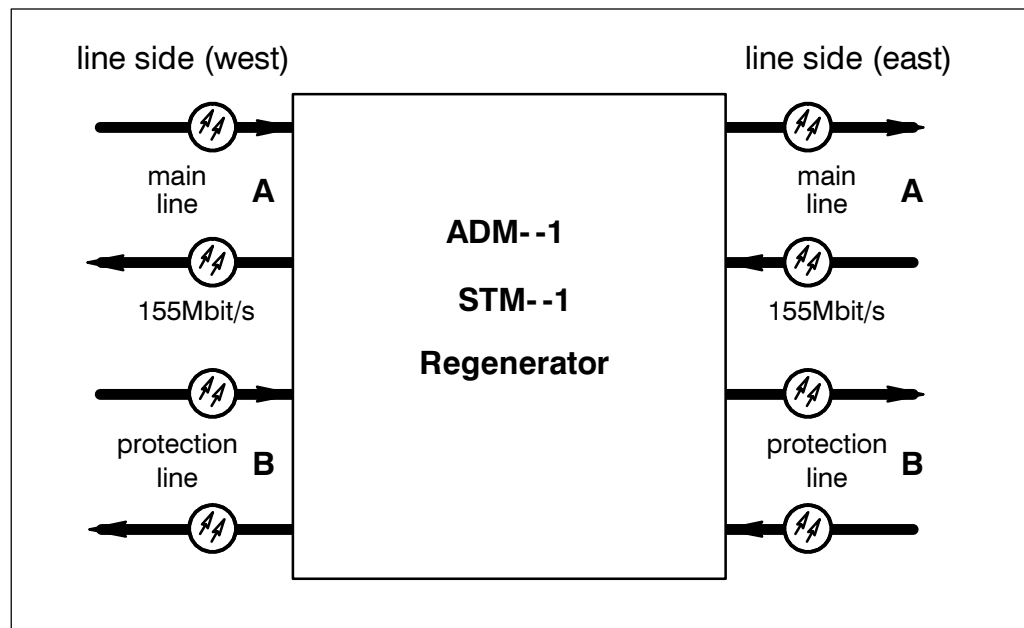 line side (west)
line side (east)
main
line
A
155Mbit/s
protection
line
B
ADM- -1
STM- -1
Regenerator
main
line
A
155Mbit/s
protection
line
B